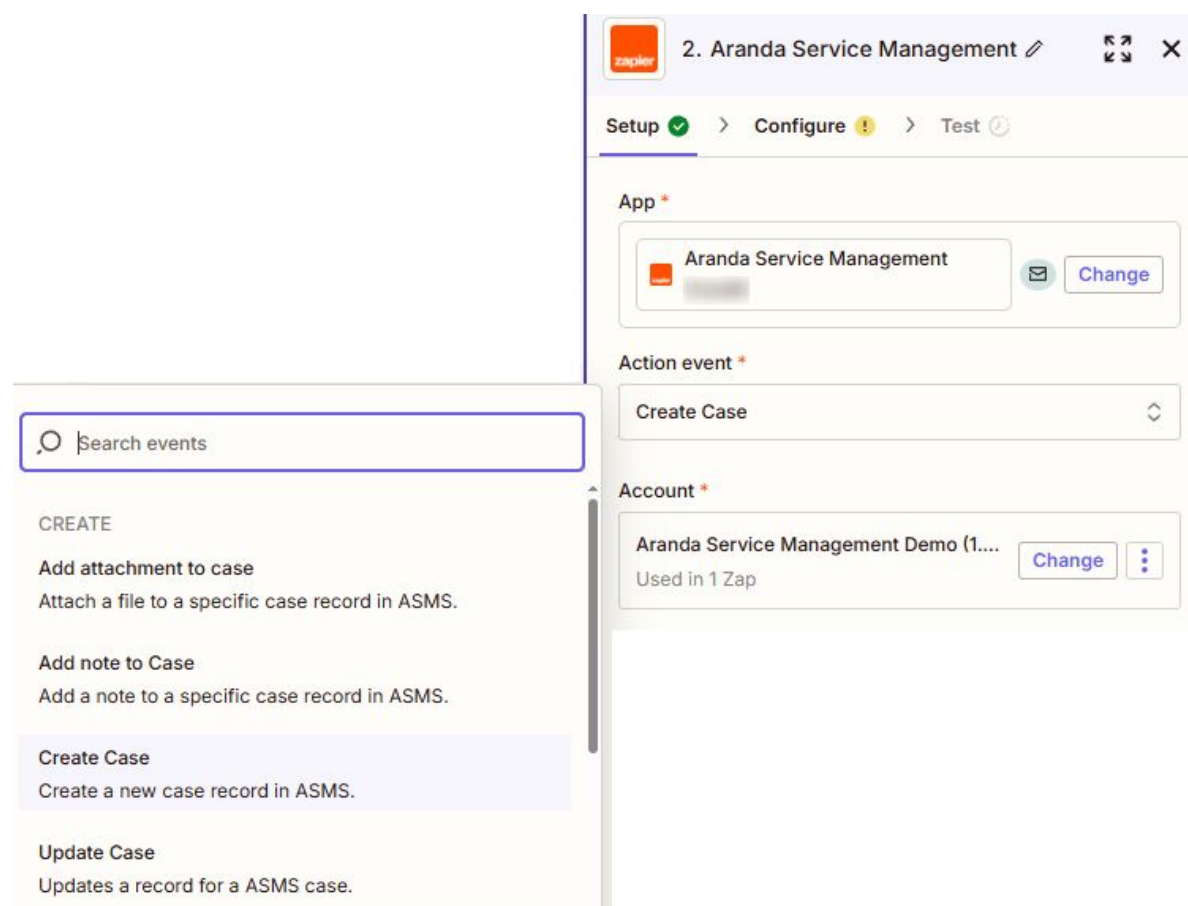 zapier
2. Aranda Service Management
Setup
Configure
Test
App *
Aranda Service Management
Change
Action event *
Create Case
Account *
Aranda Service Management Demo (1....
Used in 1 Zap
Change
Search events
CREATE
Add attachment to case
Attach a file to a specific case record in ASMS.
Add note to Case
Add a note to a specific case record in ASMS.
Create Case
Create a new case record in ASMS.
Update Case
Updates a record for a ASMS case.